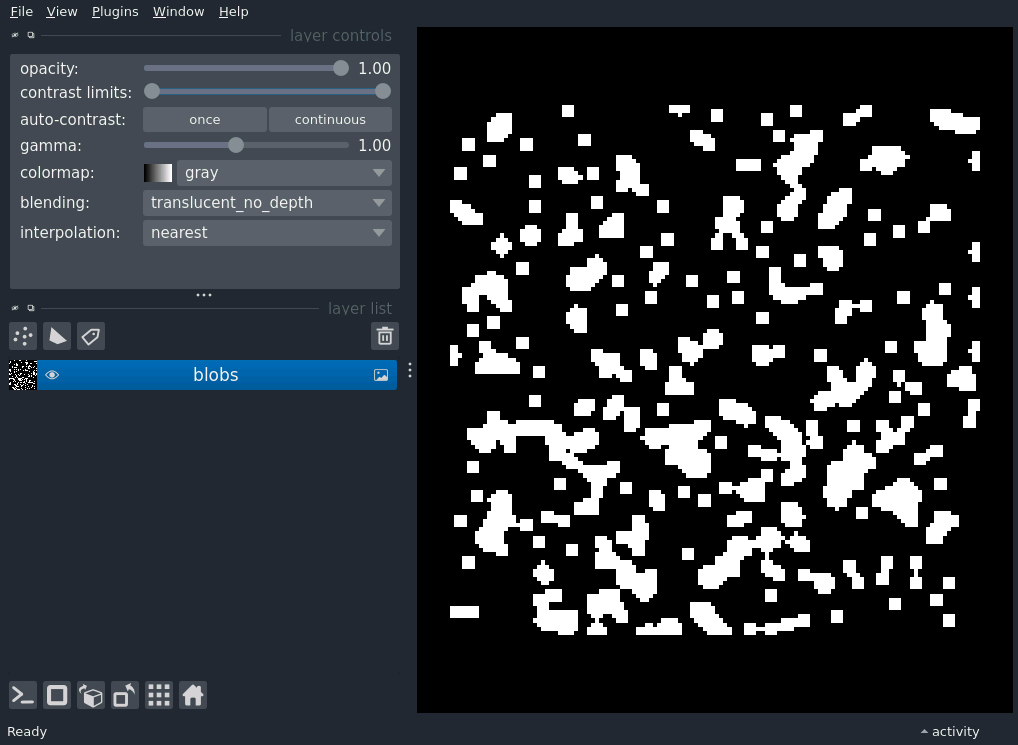 File View Plugins Window Help
layer controls
opacity: 1.00
contrast limits:
auto-contrast: once continuous
gamma: 1.00
colormap: gray
blending: translucent_no_depth
interpolation: nearest
layer list
blobs
Ready activity